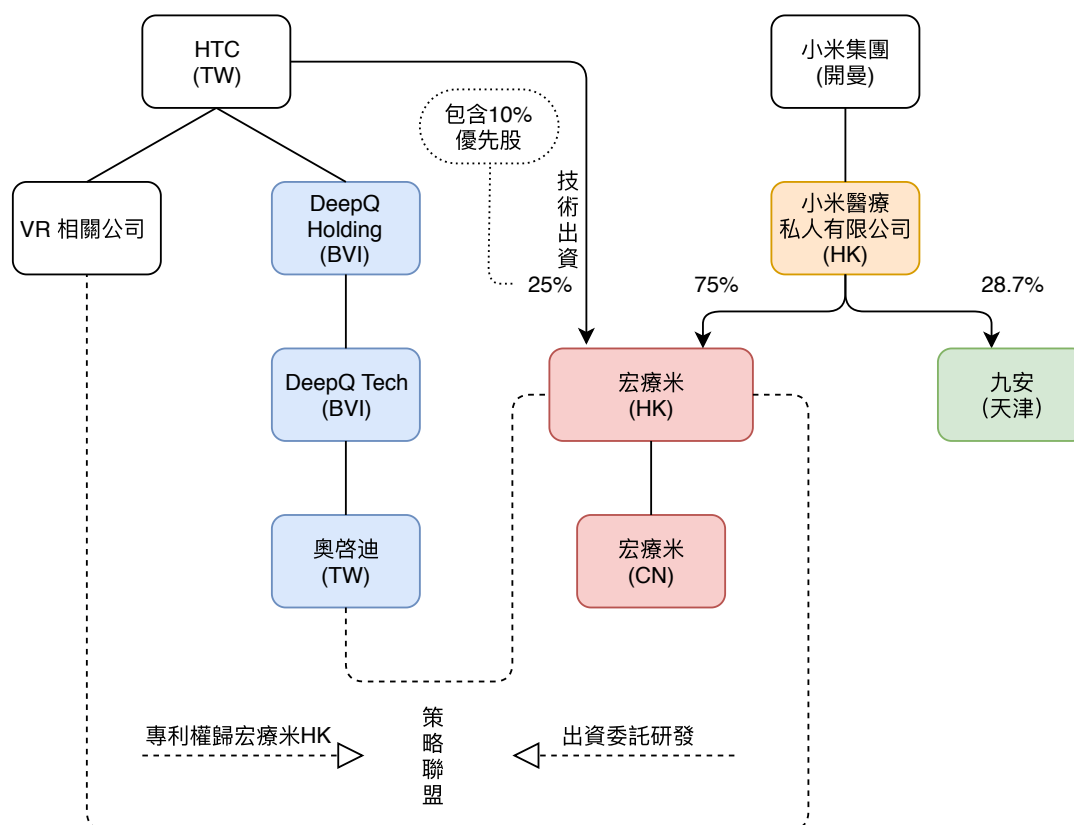 HTC
(TW)
小米集團
(開曼)
包含10%
優先股
技
術
出
資
VR 相關公司
DeepQ
Holding
(BVI)
小米醫療
私人有限公司
(HK)
25%
75%
28.7%
DeepQ Tech
(BVI)
宏療米
(HK)
九安
（天津）
奧啓迪
(TW)
宏療米
(CN)
專利權歸宏療米HK
策
略
聯
盟
出資委託研發